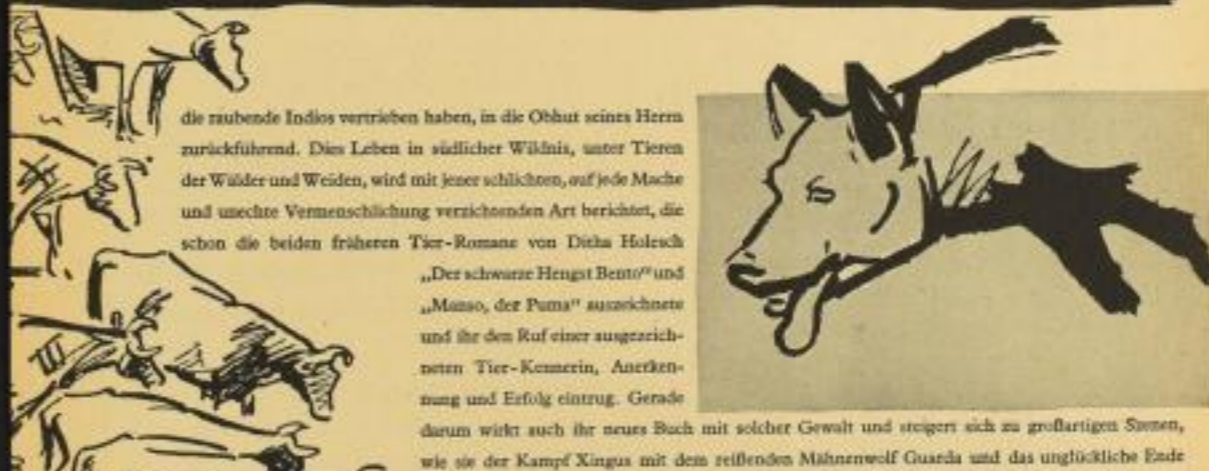 die raubende Indios vertrieben haben, in die Obhut seines Herrn
zurückführend. Dies Leben in südlicher Wildnis, unter Tieren
der Wälder und Weiden, wird mit jener schlichten, auf jede Mache
und unechte Vermenschlichung verzichtenden Art berichtet, die
schon die beiden früheren Tier-Romane von Ditha Holesch
„Der schwarze Hengst Bento“ und
„Manso, der Puma“ auszeichnete
und ihr den Ruf einer ausgezeich-
neten Tier-Kennerin, Anerken-
nung und Erfolg eintrug. Gerade
darum wirkt auch ihr neues Buch mit solcher Gewalt und steigert sich zu großartigen Szenen,
wie sie der Kampf Xingus mit dem reißenden Mähnenwolf Guarda und das unglückliche Ende